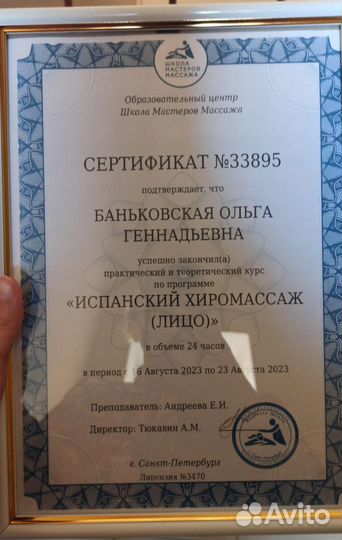 ШКОЛА
МАСТЕРОВ
МАССАЖА
Образовательный центр
Школа Мастеров Массажа
СЕРТИФИКАТ №33895
подтверждает, что
БАНЬКОВСКАЯ ОЛЬГА
ГЕННАДЬЕВНА
успешно закончил(а)
практический и теоретический курс
по программе
«ИСПАНСКИЙ ХИРОМАССАЖ
(ЛИЦО)»
в объеме 24 часов
в период с 16 Августа 2023 по 23 Августа 2023
Преподаватель: Андреева Е.И.
Директор: Тюкавин А.М.
г. Санкт-Петербург
Лицензия №3470
Avito